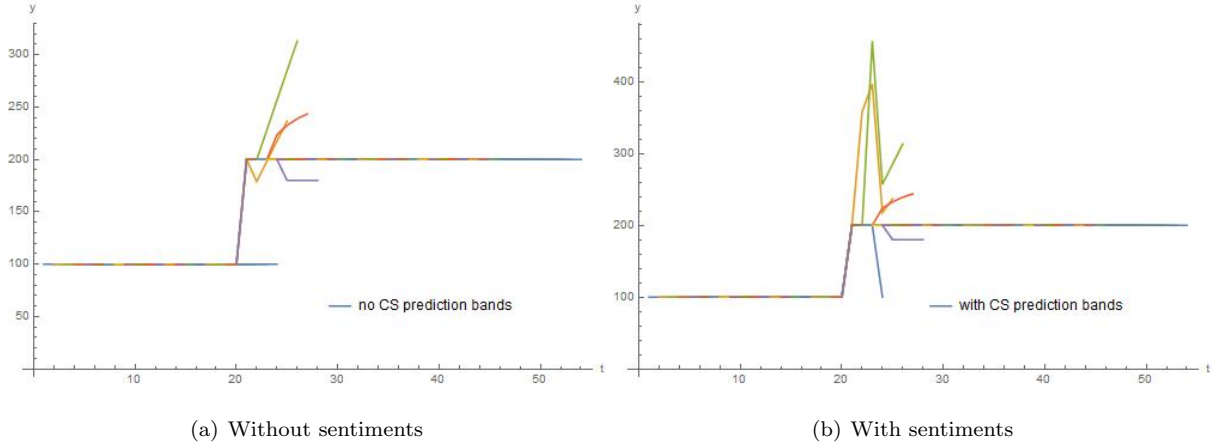 y
300
250
200
150
100
50
no CS prediction bands
10
20
30
40
50
t
(a) Without sentiments
y
400
300
200
100
with CS prediction bands
10
20
30
40
50
t
(b) With sentiments